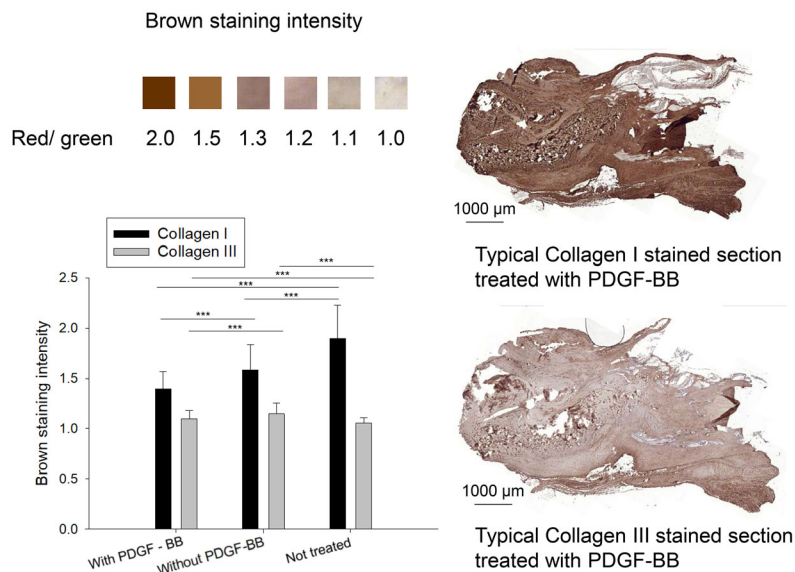 Brown staining intensity
Red/ green 2.0 1.5 1.3 1.2 1.1 1.0
1000 µm
Typical Collagen I stained section
treated with PDGF-BB
Collagen I
Collagen III
Brown staining intensity
2.5
2.0
1.5
1.0
0.5
0.0
***
***
***
***
***
***
With PDGF - BB
Without PDGF-BB
Not treated
1000 µm
Typical Collagen III stained section
treated with PDGF-BB